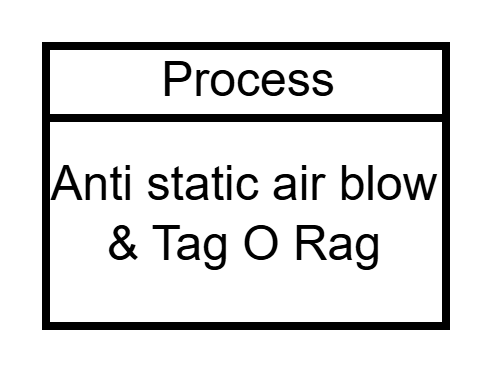 Process
Anti static air blow
& Tag O Rag